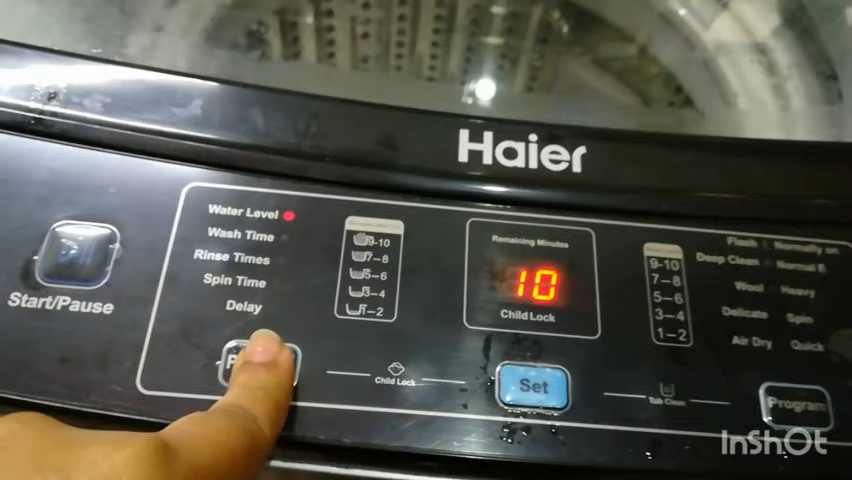 Haier
Water Level
Wash Time
Rinse Times
Spin Time
Delay
Start/Pause
9-10
7-8
5-6
3-4
1-2
Remaining Minutes
10
Child Lock
Child Lock
Set
9-10
7-8
5-6
3-4
1-2
Tub Clean
Normally on
Deep Clean
Wool Heavy
Delicate Spin
Air Dry Quick
Program
InShOt